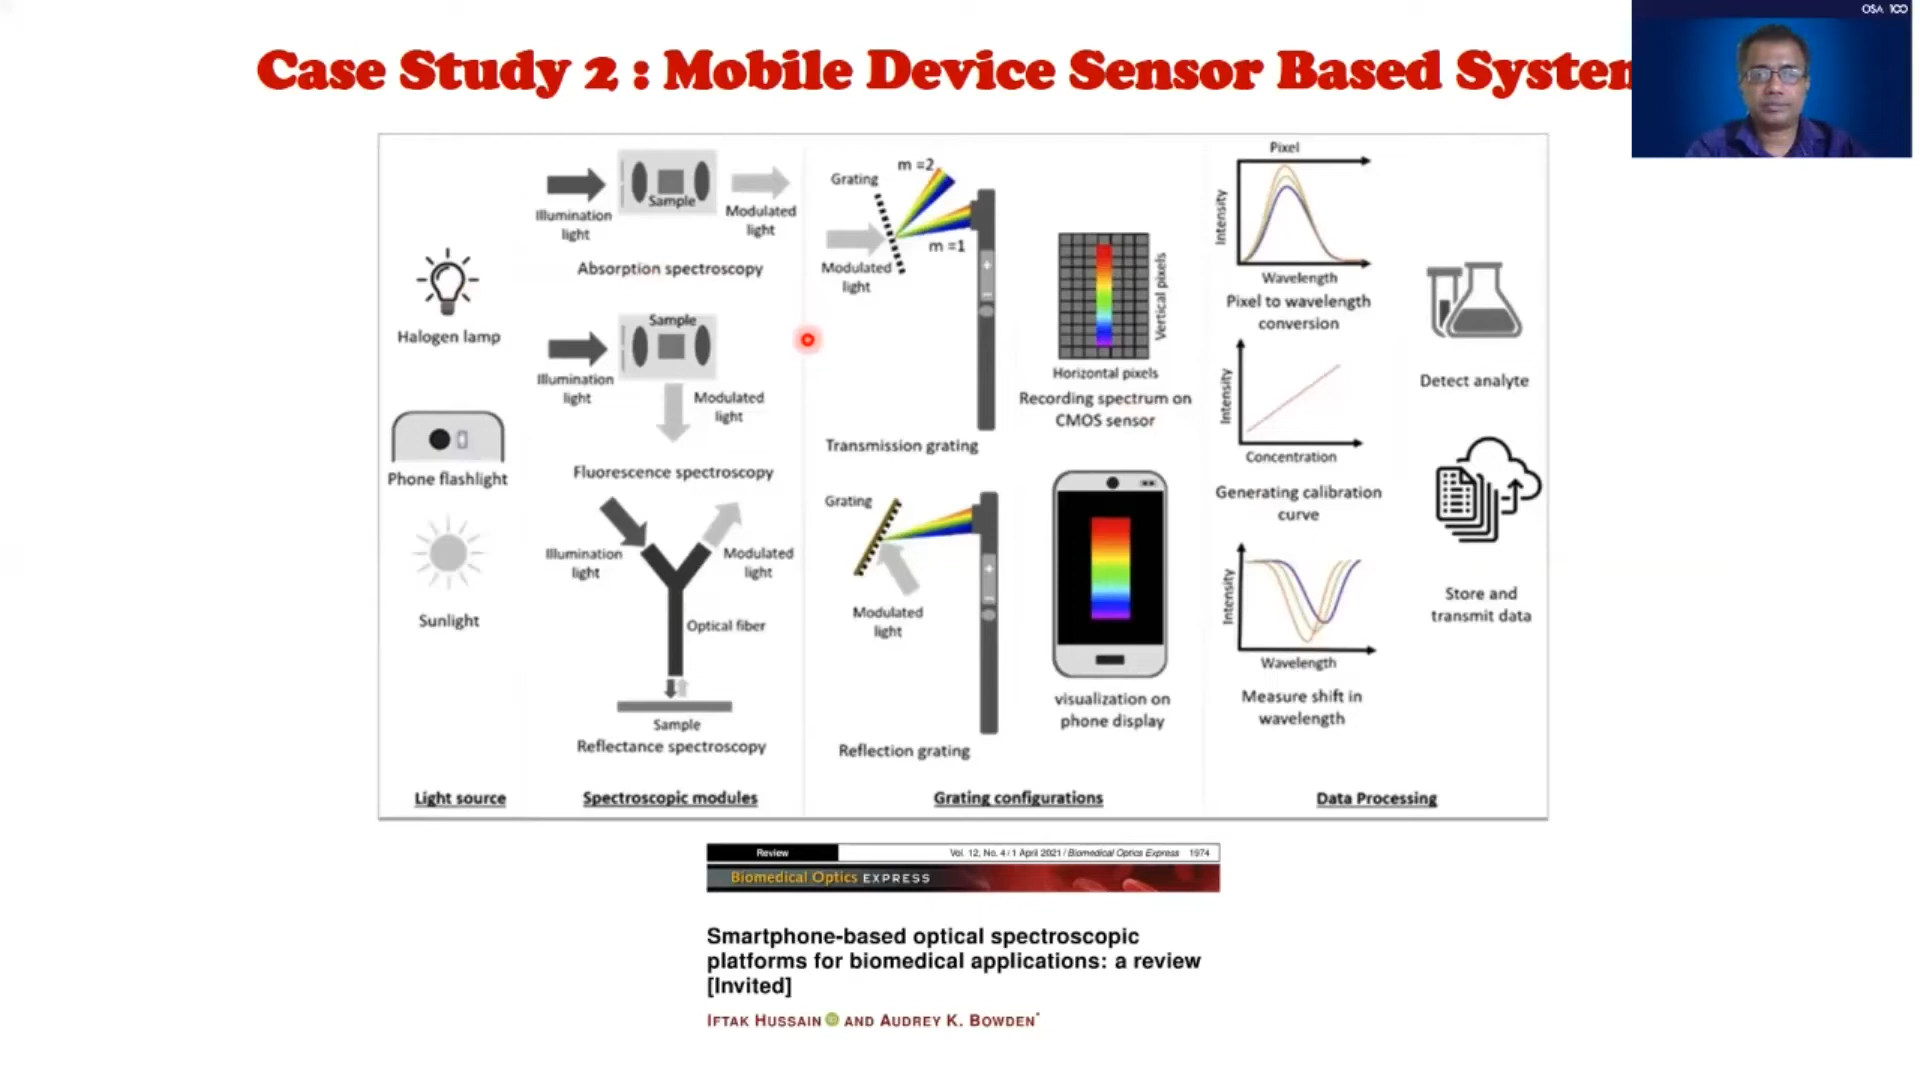 OSA 100
Case Study 2 : Mobile Device Sensor Based System
Halogen lamp
Phone flashlight
Sunlight
Light source
Illumination
light
Sample
Modulated
light
Absorption spectroscopy
Sample
Illumination
light
Modulated
light
Fluorescence spectroscopy
Illumination
light
Modulated
light
Optical fiber
Sample
Reflectance spectroscopy
Spectroscopic modules
m =2
Grating
m =1
Modulated
light
Transmission grating
Grating
Modulated
light
Reflection grating
Vertical pixels
Horizontal pixels
Recording spectrum on
CMOS sensor
visualization on
phone display
Grating configurations
Pixel
Intensity
Wavelength
Pixel to wavelength
conversion
Intensity
Concentration
Generating calibration
curve
Intensity
Wavelength
Measure shift in
wavelength
Detect analyte
Store and
transmit data
Data Processing
Review
Vol. 12, No. 4 / 1 April 2021 / Biomedical Optics Express 1974
Biomedical Optics EXPRESS
Smartphone-based optical spectroscopic
platforms for biomedical applications: a review
[Invited]
IFTAK HUSSAIN AND AUDREY K. BOWDEN*